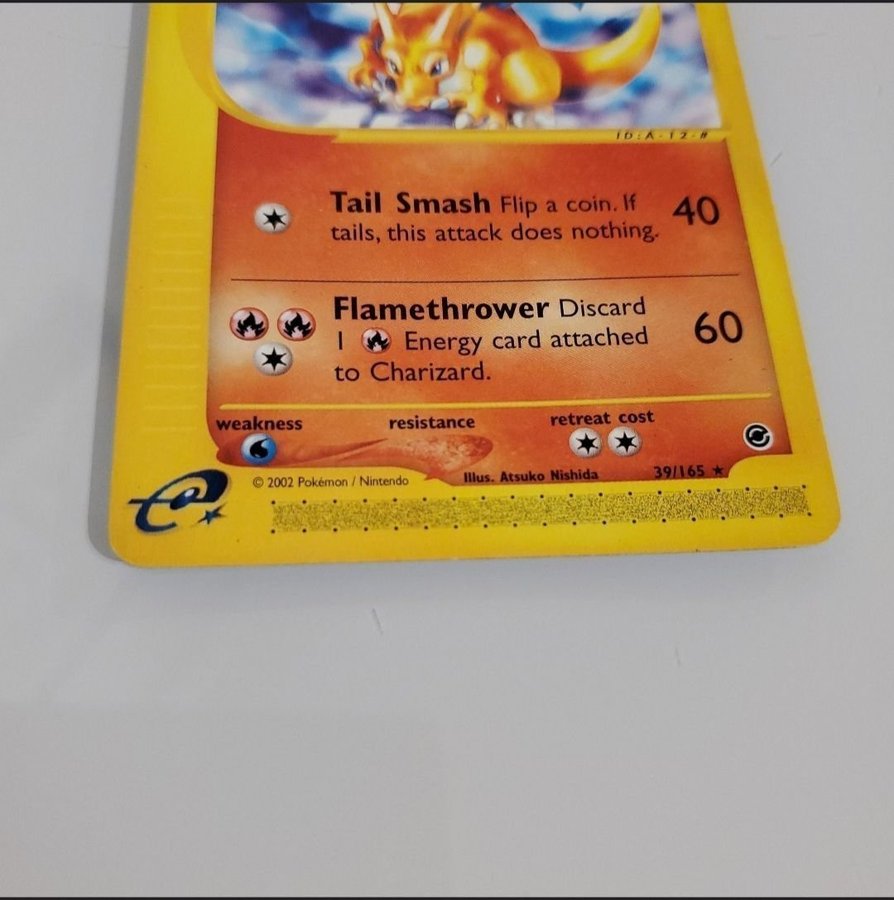 ID:A-12-#
Tail Smash Flip a coin. If 40
tails, this attack does nothing.
Flamethrower Discard
1 Energy card attached 60
to Charizard.
weakness resistance retreat cost
© 2002 Pokémon / Nintendo Illus. Atsuko Nishida 39/165 ★
e